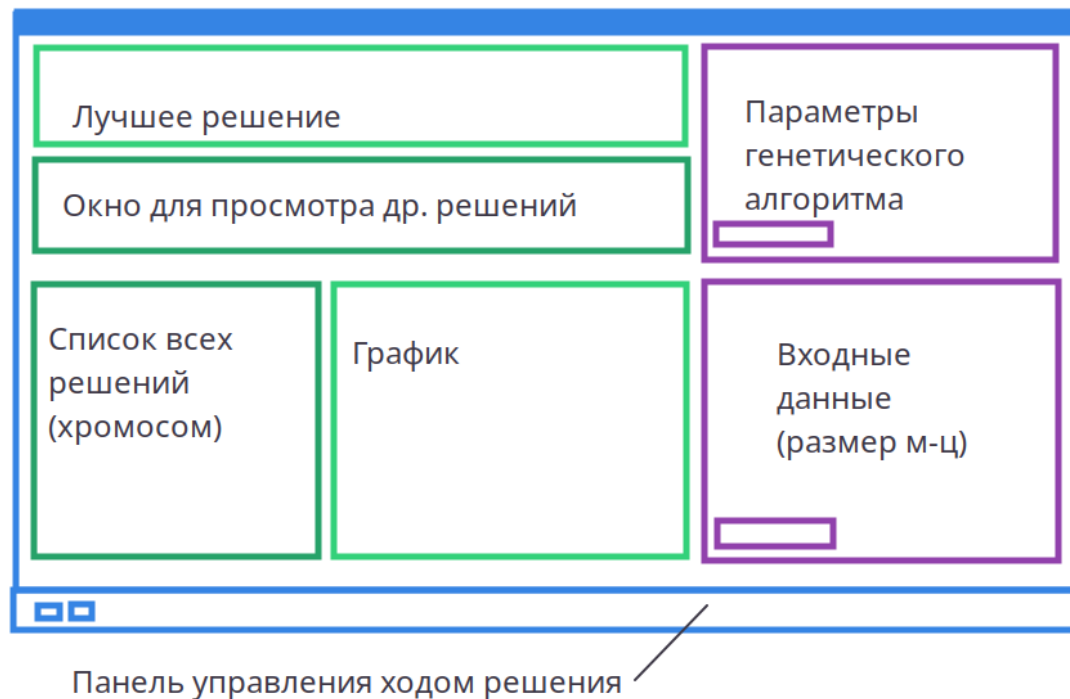 Лучшее решение
Окно для просмотра др. решений
Список всех
решений
(хромосом)
График
Параметры
генетического
алгоритма
Входные
данные
(размер м-ц)
Панель управления ходом решения